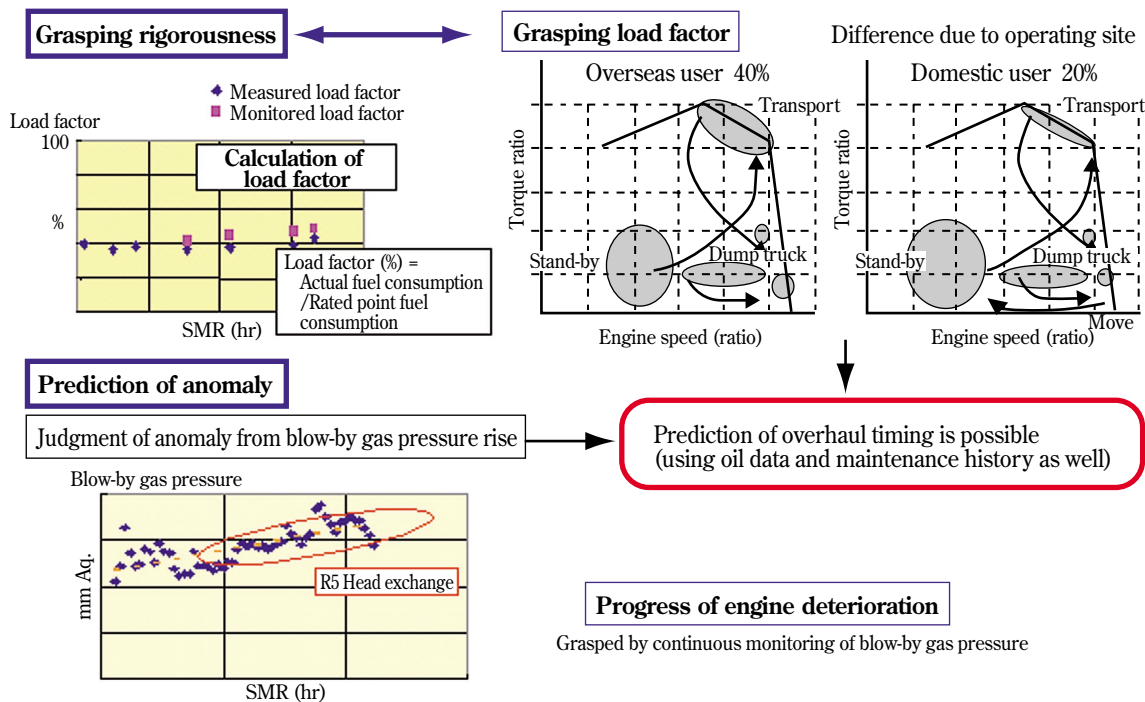 Grasping rigorousness
Measured load factor
Monitored load factor
Load factor
100
%
Calculation of
load factor
Load factor (%) =
Actual fuel consumption
/Rated point fuel
consumption
SMR (hr)
Grasping load factor
Difference due to operating site
Overseas user 40%
Transport
Torque ratio
Stand-by
Dump truck
Engine speed (ratio)
Domestic user 20%
Transport
Torque ratio
Stand-by
Dump truck
Move
Engine speed (ratio)
Prediction of anomaly
Judgment of anomaly from blow-by gas pressure rise
Prediction of overhaul timing is possible
(using oil data and maintenance history as well)
Blow-by gas pressure
mm Aq.
R5 Head exchange
SMR (hr)
Progress of engine deterioration
Grasped by continuous monitoring of blow-by gas pressure